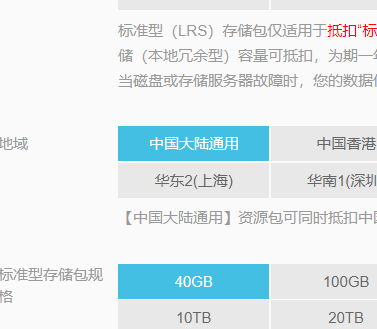 标准型（LRS）存储包仅适用于抵扣“标
储（本地冗余型）容量可抵扣，为期一年
当磁盘或存储服务器故障时，您的数据
地域
中国大陆通用 中国香港
华东2(上海) 华南1(深圳
【中国大陆通用】资源包可同时抵扣中国
标准型存储包规
格
40GB 100GB
10TB 20TB